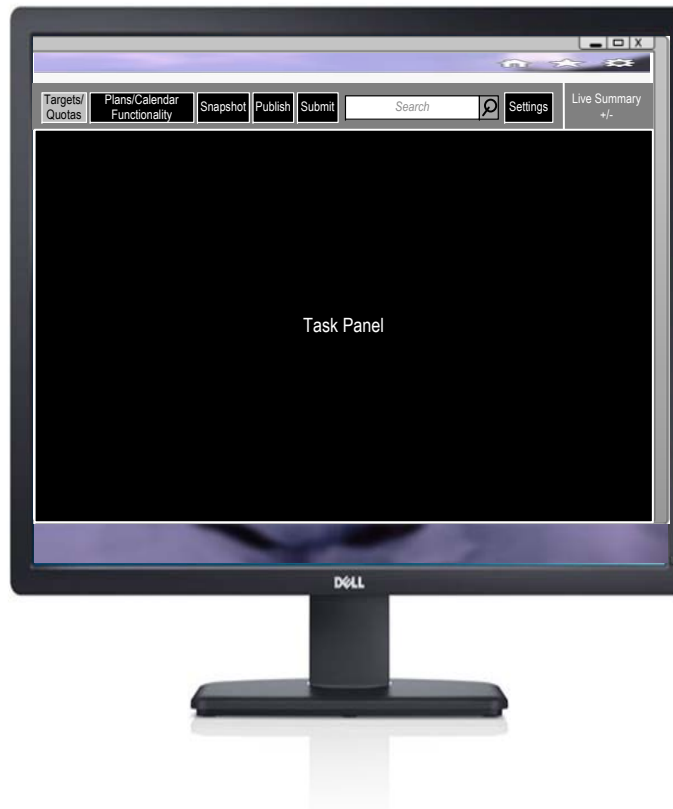 X
Targets/
Quotas
Plans/Calendar
Functionality
Snapshot
Publish
Submit
Search
Settings
Live Summary
+/-
Task Panel
DELL